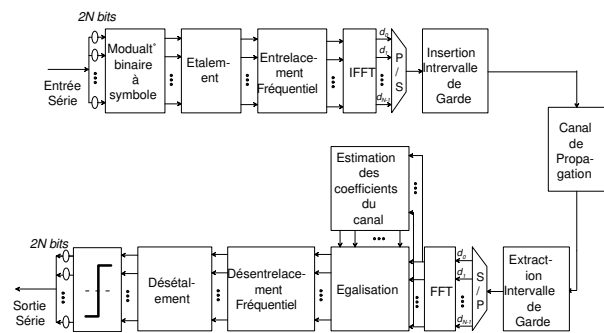 2N bits
Entrée
Série
Modualt°
binaire
à
symbole
Etalem-
ent
Entrelace-
ment
Fréquentiel
IFFT
d0
d1
dN-1
P
/
S
Insertion
Intrervalle
de
Garde
Canal
de
Propa-
gation
Estimation
des
coefficients
du
canal
2N bits
Sortie
Série
Désétal-
ement
Désentrelace-
ment
Fréquentiel
Egalisation
FFT
d0
d1
dN-1
S
/
P
Extract-
ion
Intervalle
de
Garde